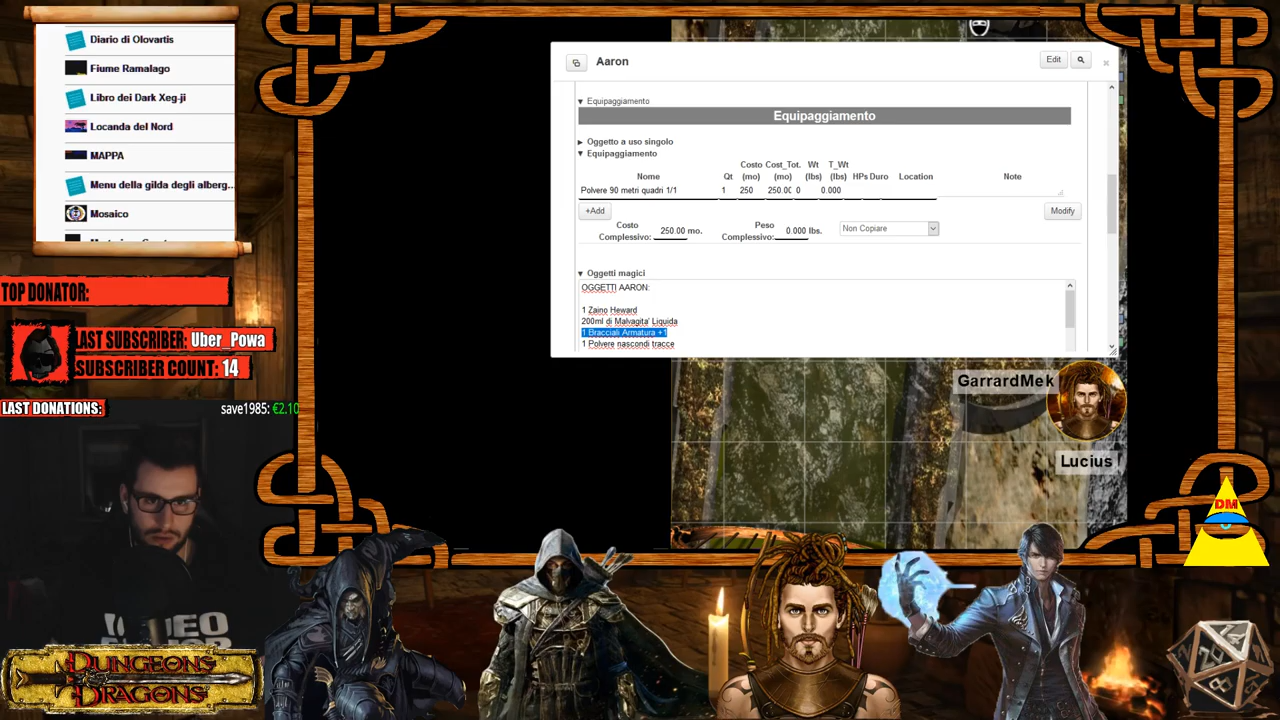 Diario di Olovartis
Fiume Ramalago
Libro dei Dark Xeg-ji
Locanda del Nord
MAPPA
Menu della gilda degli alberg...
Mosaico
TOP DONATOR:
LAST SUBSCRIBER: Uber_Powa
SUBSCRIBER COUNT: 14
LAST DONATIONS: save1985: €2.10
DUNGEONS
DRAGONS
Aaron
Edit
Equipaggiamento
Equipaggiamento
Oggetto a uso singolo
Equipaggiamento
Costo Cost_Tot. Wt T_Wt
Nome Qt (mo) (mo) (lbs) (lbs) HPs Duro Location Note
Polvere 90 metri quadri 1/1 1 250 250.00 0 0.000
+Add Modify
Costo Complessivo: 250.00 mo. Peso Complessivo: 0.000 lbs. Non Copiare
Oggetti magici
OGGETTI AARON:
1 Zaino Heward
200ml di Malvagita' Liquida
1 Bracciali Armatura +1
1 Polvere nascondi tracce
GarrardMek
Lucius
DM